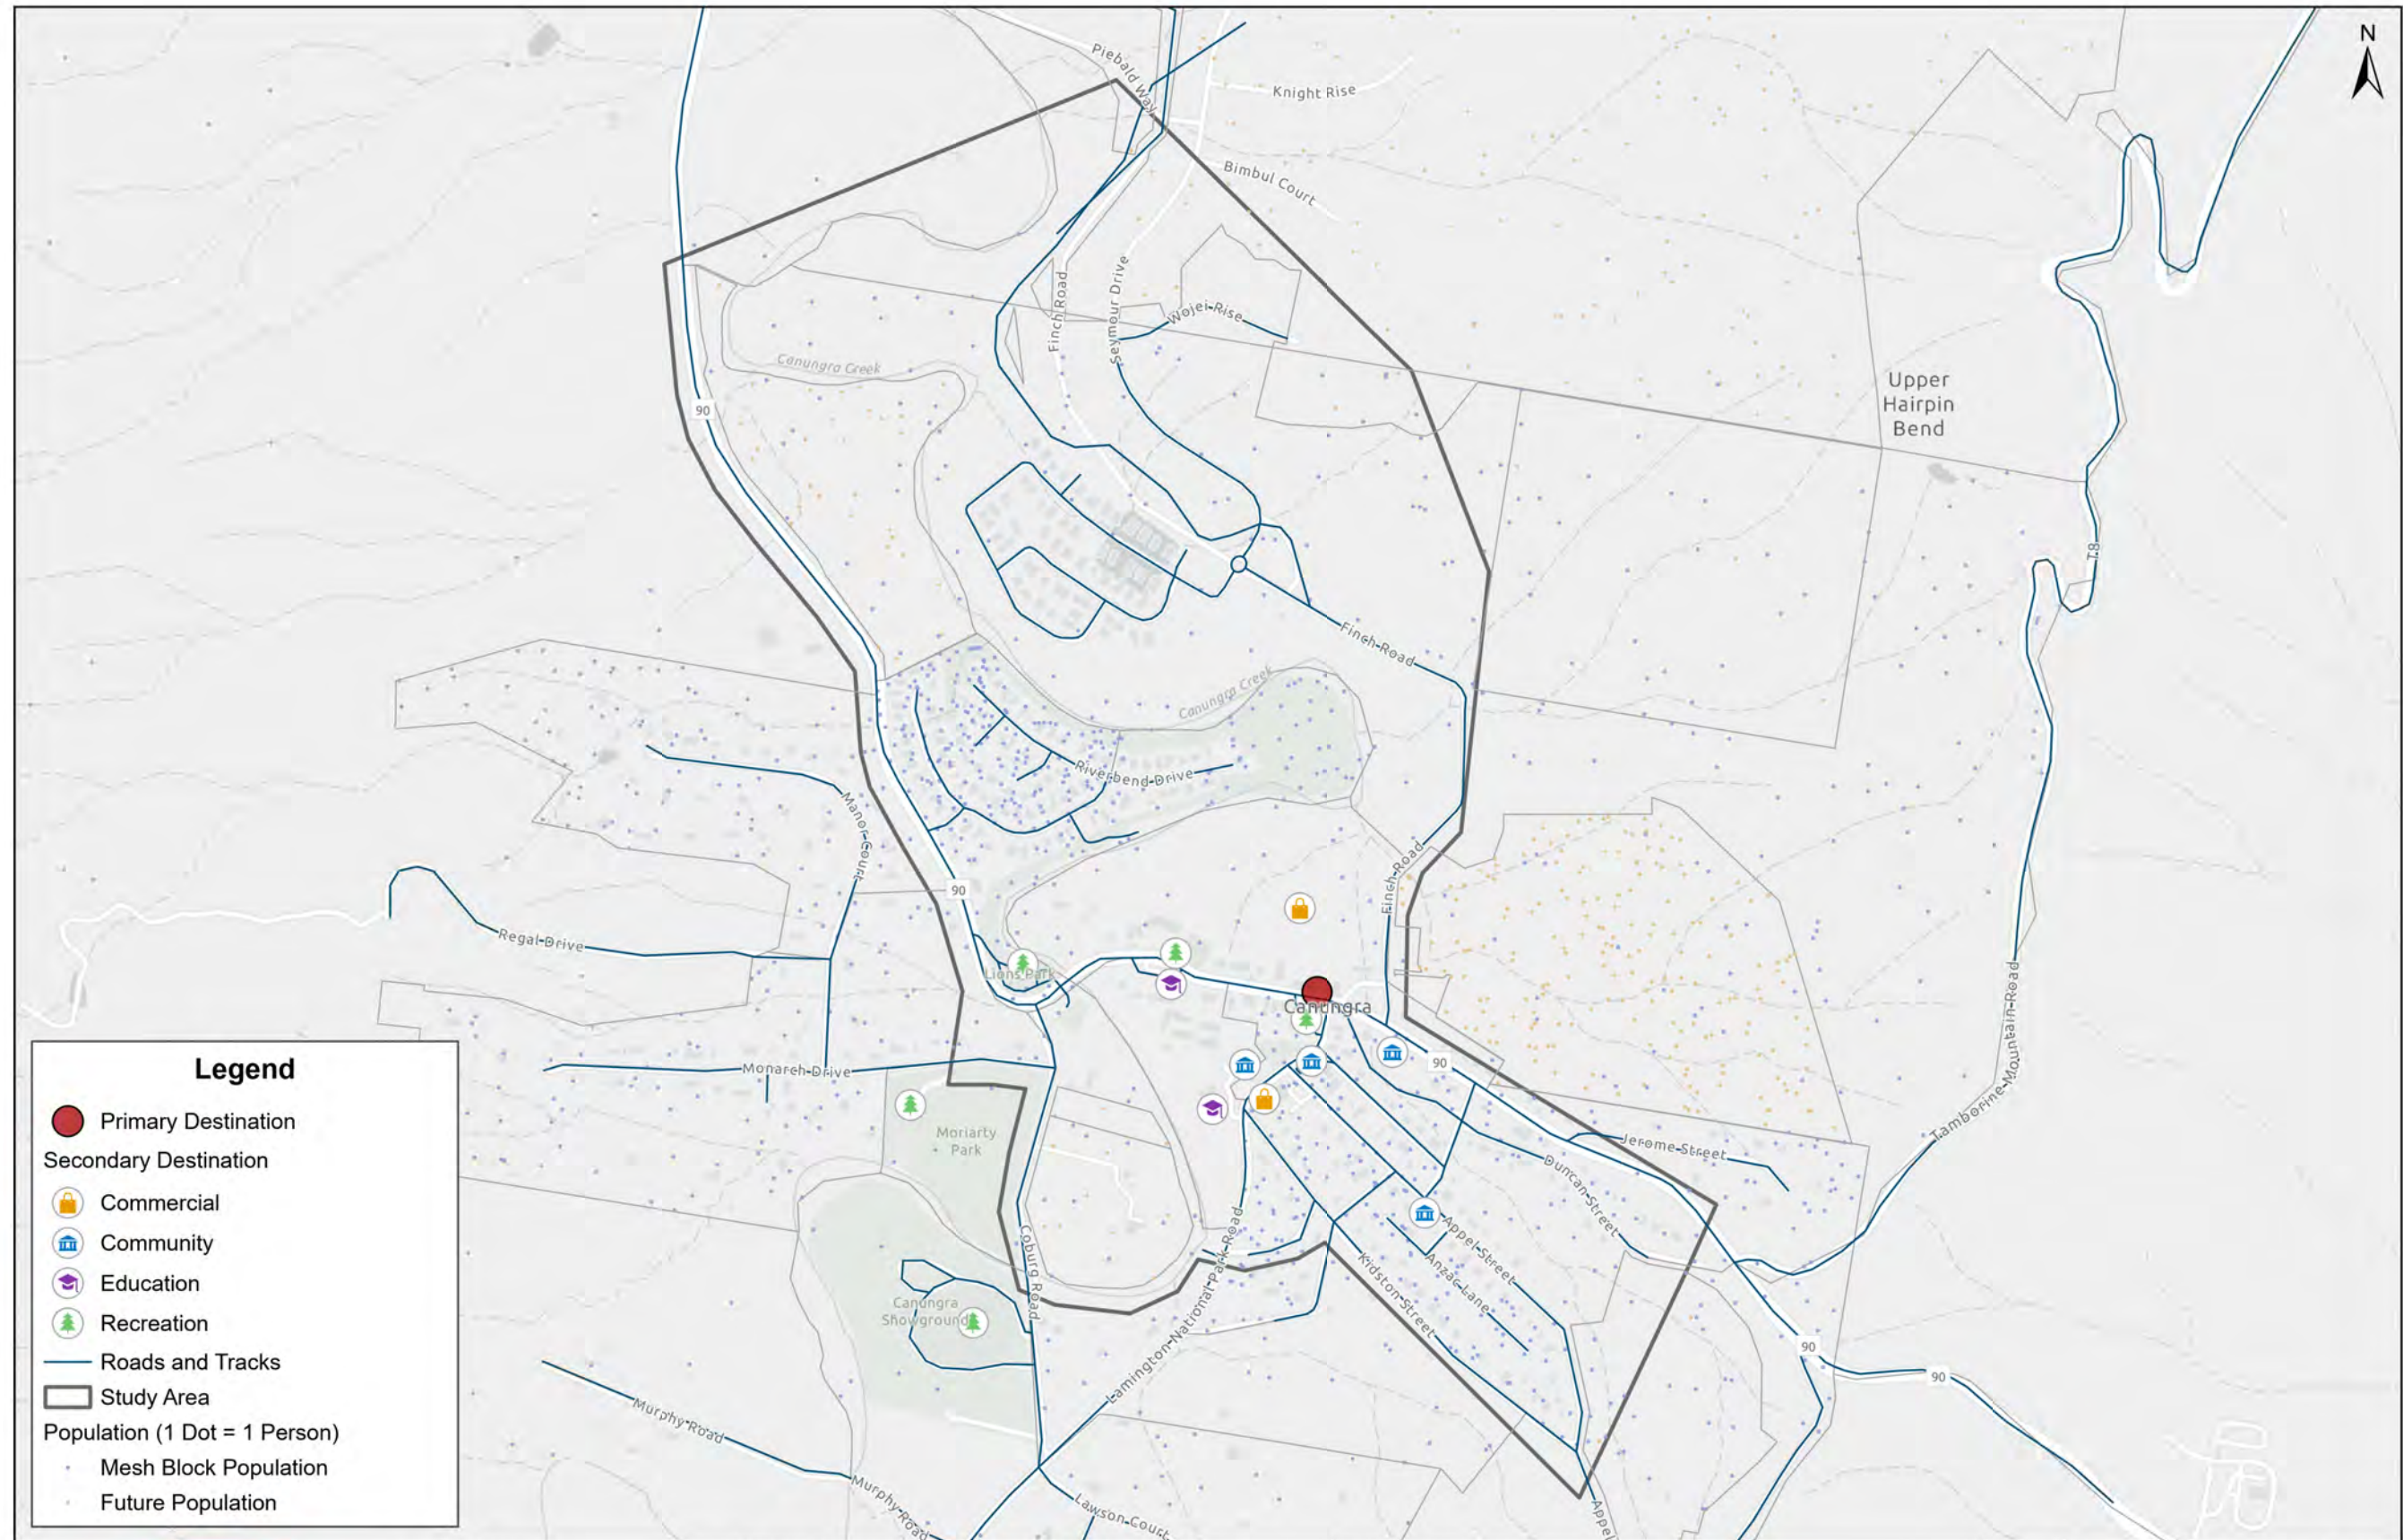 N
Piebald Way
Knight Rise
Bimbul Court
Finch Road
Seymour Drive
Wojei Rise
Canungra Creek
90
Upper
Hairpin
Bend
T8
Finch Road
Canungra Creek
Riverbend Drive
Manor Court
Finch Road
90
Regal Drive
Lions Park
Canungra
Monarch Drive
90
Moriarty
Park
Tamborine Mountain Road
Jerome Street
Duncan Street
Coburg Road
Lamington National Park Road
Appel Street
Anzac Lane
Kidston Street
Canungra
Showground
90
90
Murphy Road
Murphy Road
Lawson Court
Appel
Legend
Primary Destination
Secondary Destination
Commercial
Community
Education
Recreation
Roads and Tracks
Study Area
Population (1 Dot = 1 Person)
Mesh Block Population
Future Population